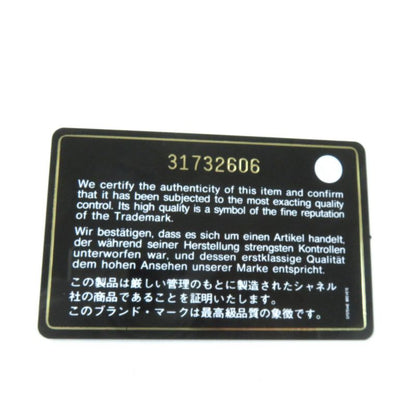 31732606
We certify the authenticity of this item and confirm
that it has been subjected to the most exacting quality
control. Its high quality is a symbol of the fine reputation
of the Trademark.
Wir bestätigen, dass es sich um einen Artikel handelt,
der während seiner Herstellung strengsten Kontrollen
unterworfen war, und dessen erstklassige Qualität
dem hohen Ansehen unserer Marke entspricht.
この製品は厳しい管理のもとに製造されたシャネル
社の商品であることを証明いたします。
このブランド・マークは最高級品質の象徴です。